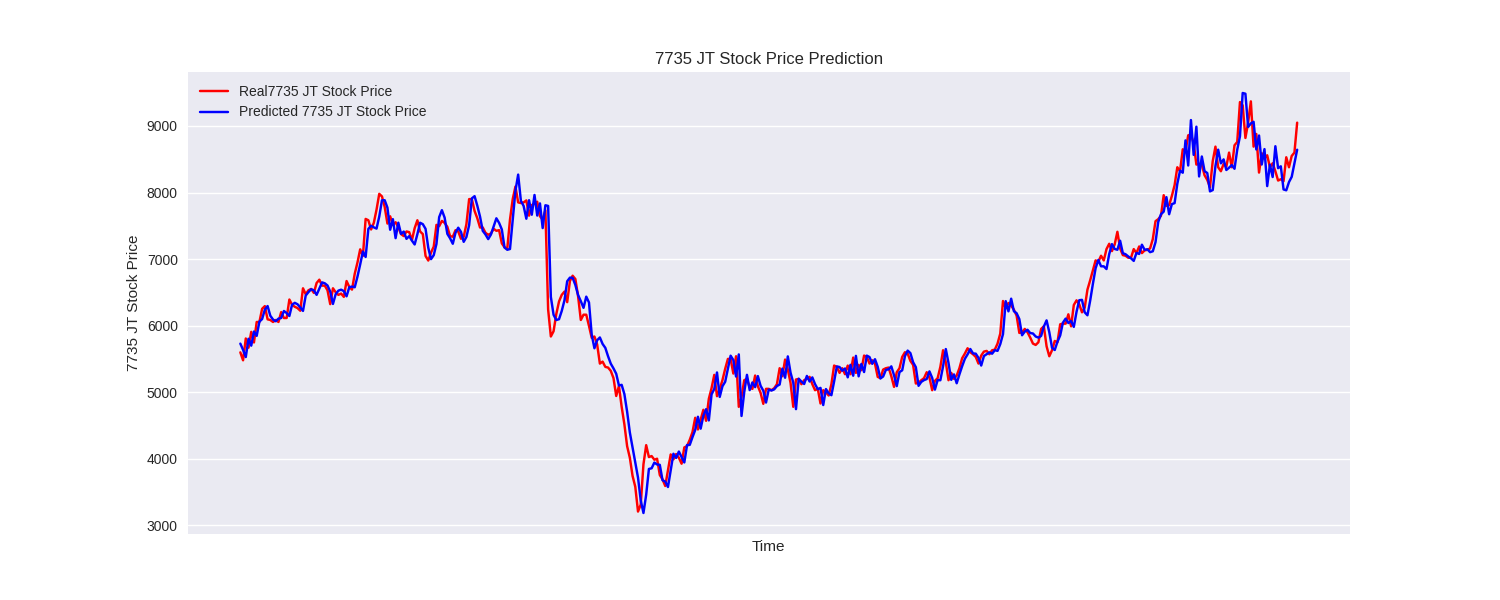 7735 JT Stock Price Prediction
Real7735 JT Stock Price
Predicted 7735 JT Stock Price
9000
8000
7000
6000
5000
4000
3000
7735 JT Stock Price
Time